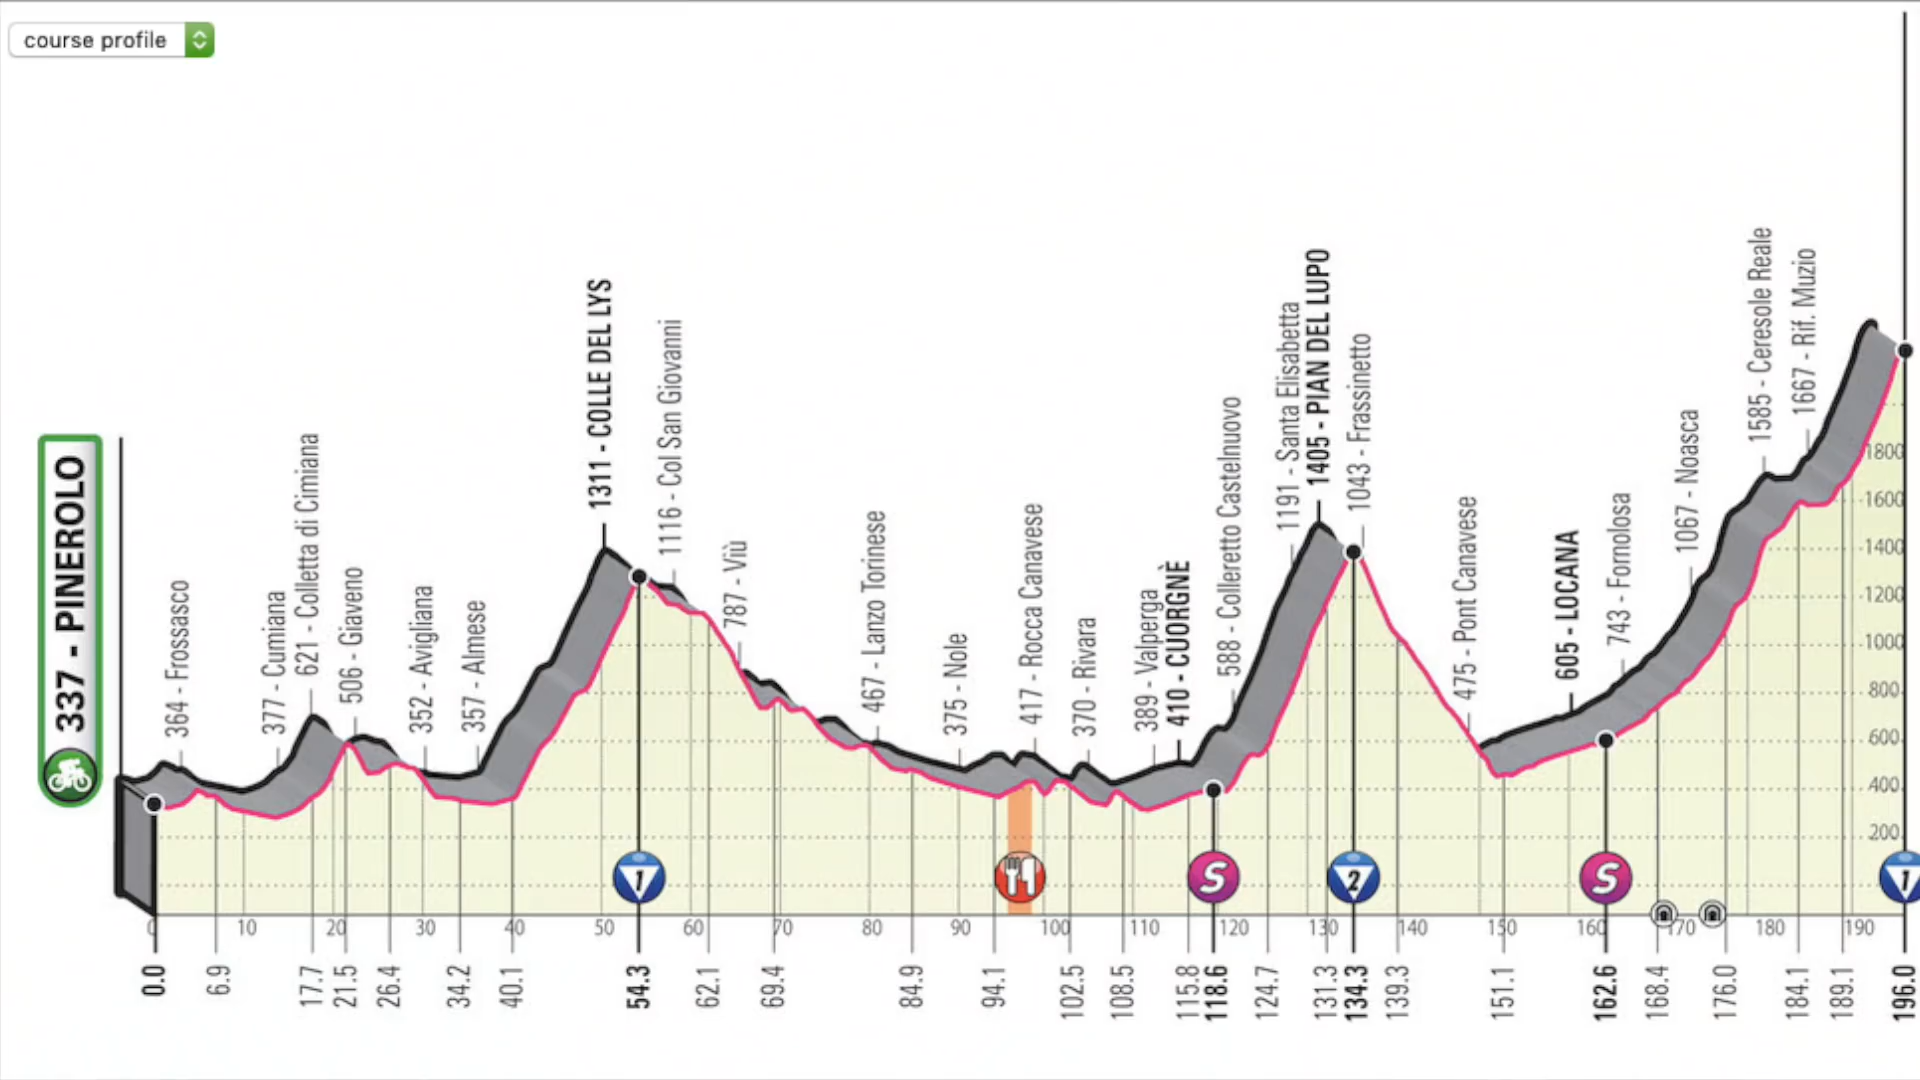 course profile
337 - PINEROLO
364 - Frossasco
377 - Cumiana
621 - Colletta di Cimiana
506 - Giaveno
352 - Avigliana
357 - Almese
1311 - COLLE DEL LYS
1116 - Col San Giovanni
787 - Viù
467 - Lanzo Torinese
375 - Nole
417 - Rocca Canavese
370 - Rivara
389 - Valperga
410 - CUORGNÈ
588 - Colleretto Castelnuovo
1191 - Santa Elisabetta
1405 - PIAN DEL LUPO
1043 - Frassinetto
475 - Pont Canavese
605 - LOCANA
743 - Fornolosa
1067 - Noasca
1585 - Ceresole Reale
1667 - Rif. Muzio
1800
1600
1400
1200
1000
800
600
400
200
1
S
2
S
1
0 10 20 30 40 50 60 70 80 90 100 110 120 130 140 150 160 170 180 190
0.0 6.9 17.7 21.5 26.4 34.2 40.1 54.3 62.1 69.4 84.9 94.1 102.5 108.5 115.8 118.6 124.7 131.3 134.3 139.3 151.1 162.6 168.4 176.0 184.1 189.1 196.0